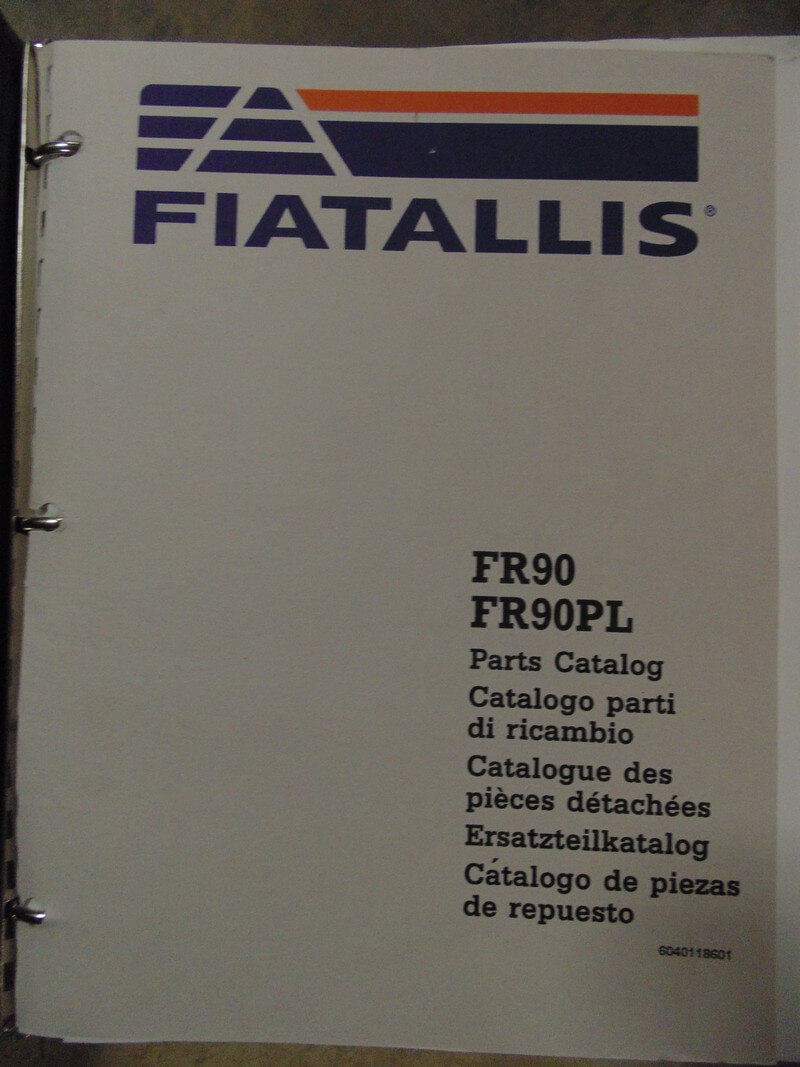 FIATALLIS®
FR90
FR90PL
Parts Catalog
Catalogo parti
di ricambio
Catalogue des
pièces détachées
Ersatzteilkatalog
Cátalogo de piezas
de repuesto
6040118601